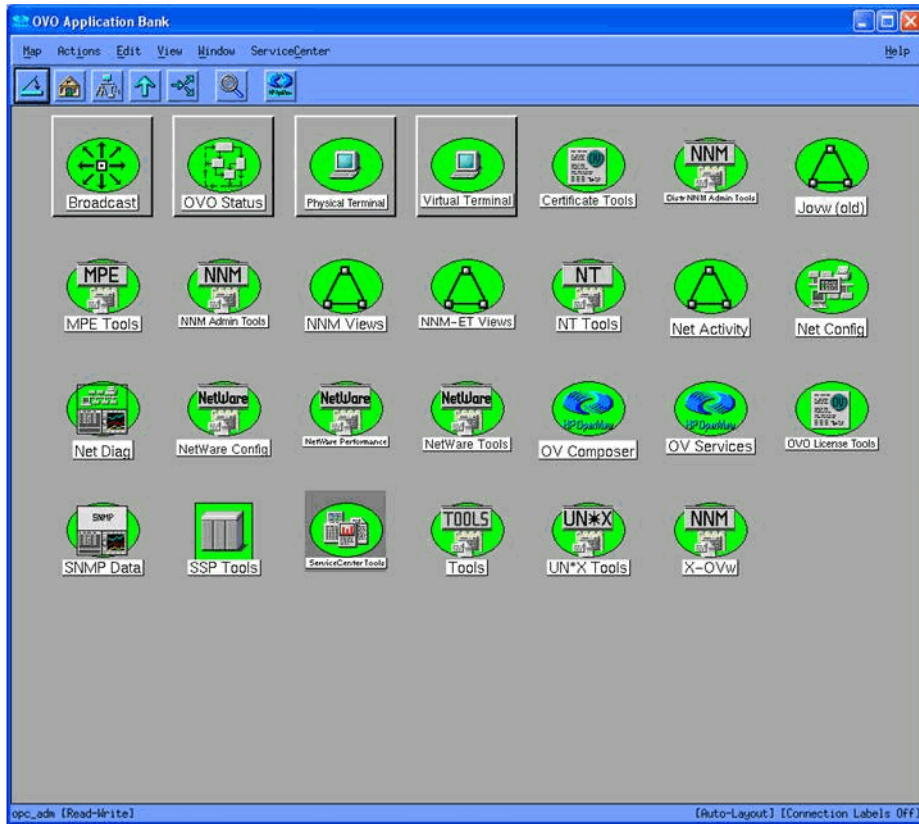 OVO Application Bank
Map Actions Edit View Window ServiceCenter Help
Broadcast OVO Status Physical Terminal Virtual Terminal Certificate Tools NNM Distr NNM Admin Tools Jovw (old)
MPE NNM NT
MPE Tools NNM Admin Tools NNM Views NNM-ET Views NT Tools Net Activity Net Config
NetWare NetWare NetWare HP OpenView HP OpenView
Net Diag NetWare Config NetWare Performance NetWare Tools OV Composer OV Services OVO License Tools
SNMP TOOLS UN*X NNM
SNMP Data SSP Tools ServiceCenter Tools Tools UN*X Tools X-OVw
opc_adm [Read-Write] [Auto-Layout] [Connection Labels Off]